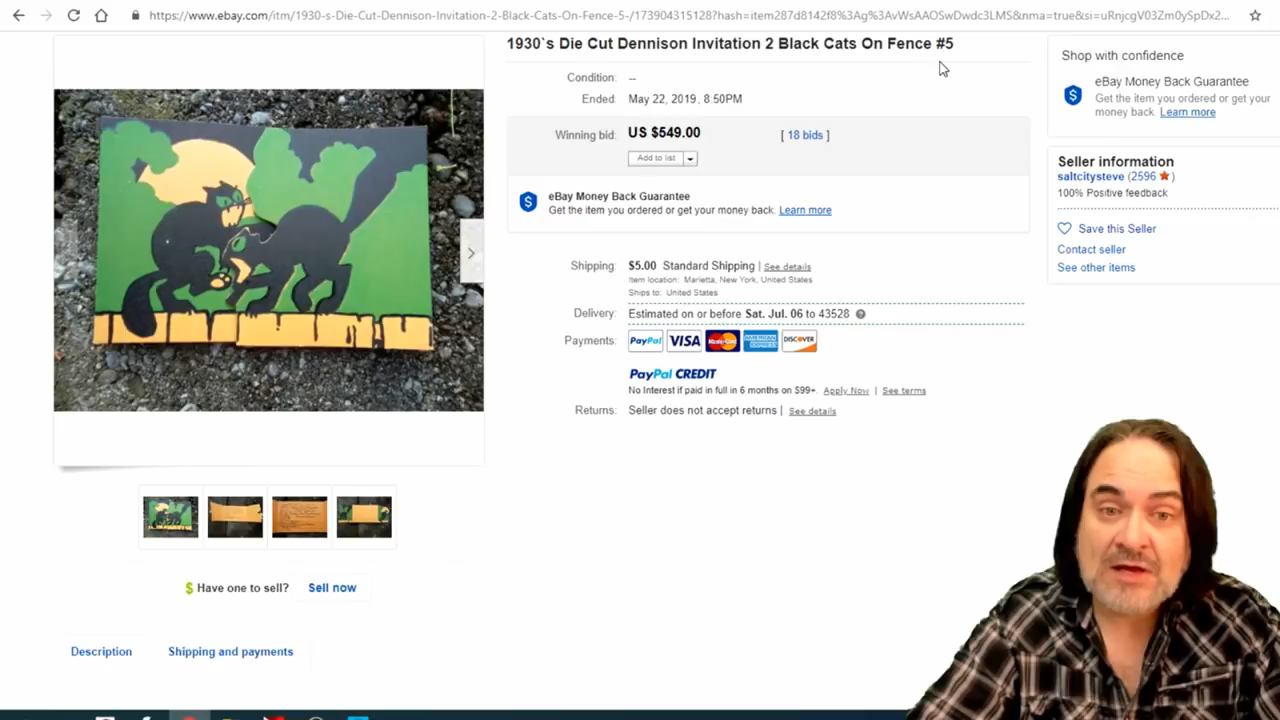 https://www.ebay.com/itm/1930-s-Die-Cut-Dennison-Invitation-2-Black-Cats-On-Fence-5-/173904315128?hash=item287d8142f8%3Ag%3AvWsAAOSwDwdc3LMS&nma=true&si=uRnjcgV03Zm0ySpDx2...
1930`s Die Cut Dennison Invitation 2 Black Cats On Fence #5
Condition: --
Ended: May 22, 2019 , 8:50PM
Winning bid: US $549.00 [ 18 bids ]
Add to list
eBay Money Back Guarantee
Get the item you ordered or get your money back. Learn more
Shipping: $5.00 Standard Shipping | See details
Item location: Marietta, New York, United States
Ships to: United States
Delivery: Estimated on or before Sat. Jul. 06 to 43528
Payments: PayPal VISA MasterCard AMERICAN EXPRESS DISCOVER
PayPal CREDIT
No Interest if paid in full in 6 months on $99+. Apply Now | See terms
Returns: Seller does not accept returns | See details
Shop with confidence
eBay Money Back Guarantee
Get the item you ordered or get your
money back. Learn more
Seller information
saltcitysteve (2596 )
100% Positive feedback
Save this Seller
Contact seller
See other items
$ Have one to sell? Sell now
Description Shipping and payments